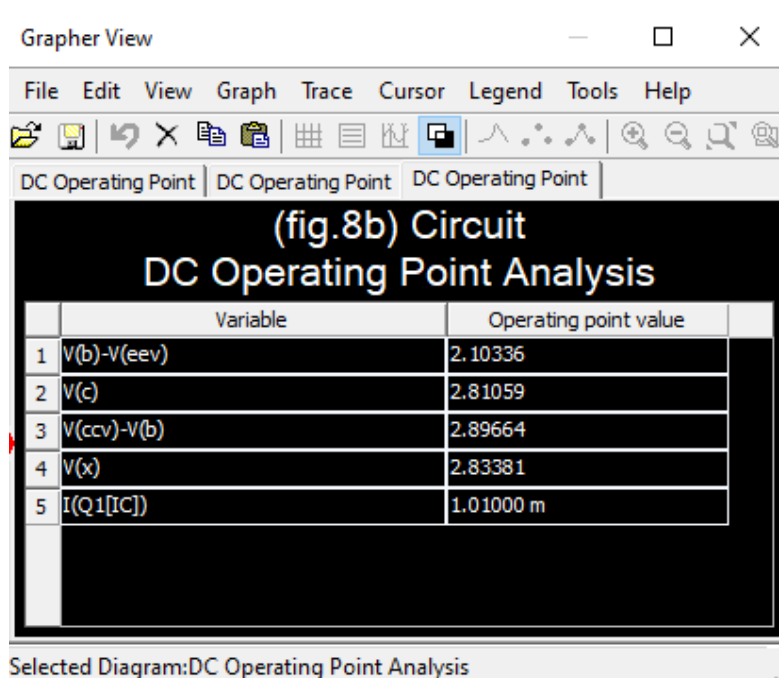 Grapher View
File Edit View Graph Trace Cursor Legend Tools Help
DC Operating Point DC Operating Point DC Operating Point
(fig.8b) Circuit
DC Operating Point Analysis
Variable Operating point value
1 V(b)-V(eev) 2.10336
2 V(c) 2.81059
3 V(ccv)-V(b) 2.89664
4 V(x) 2.83381
5 I(Q1[IC]) 1.01000 m
Selected Diagram:DC Operating Point Analysis